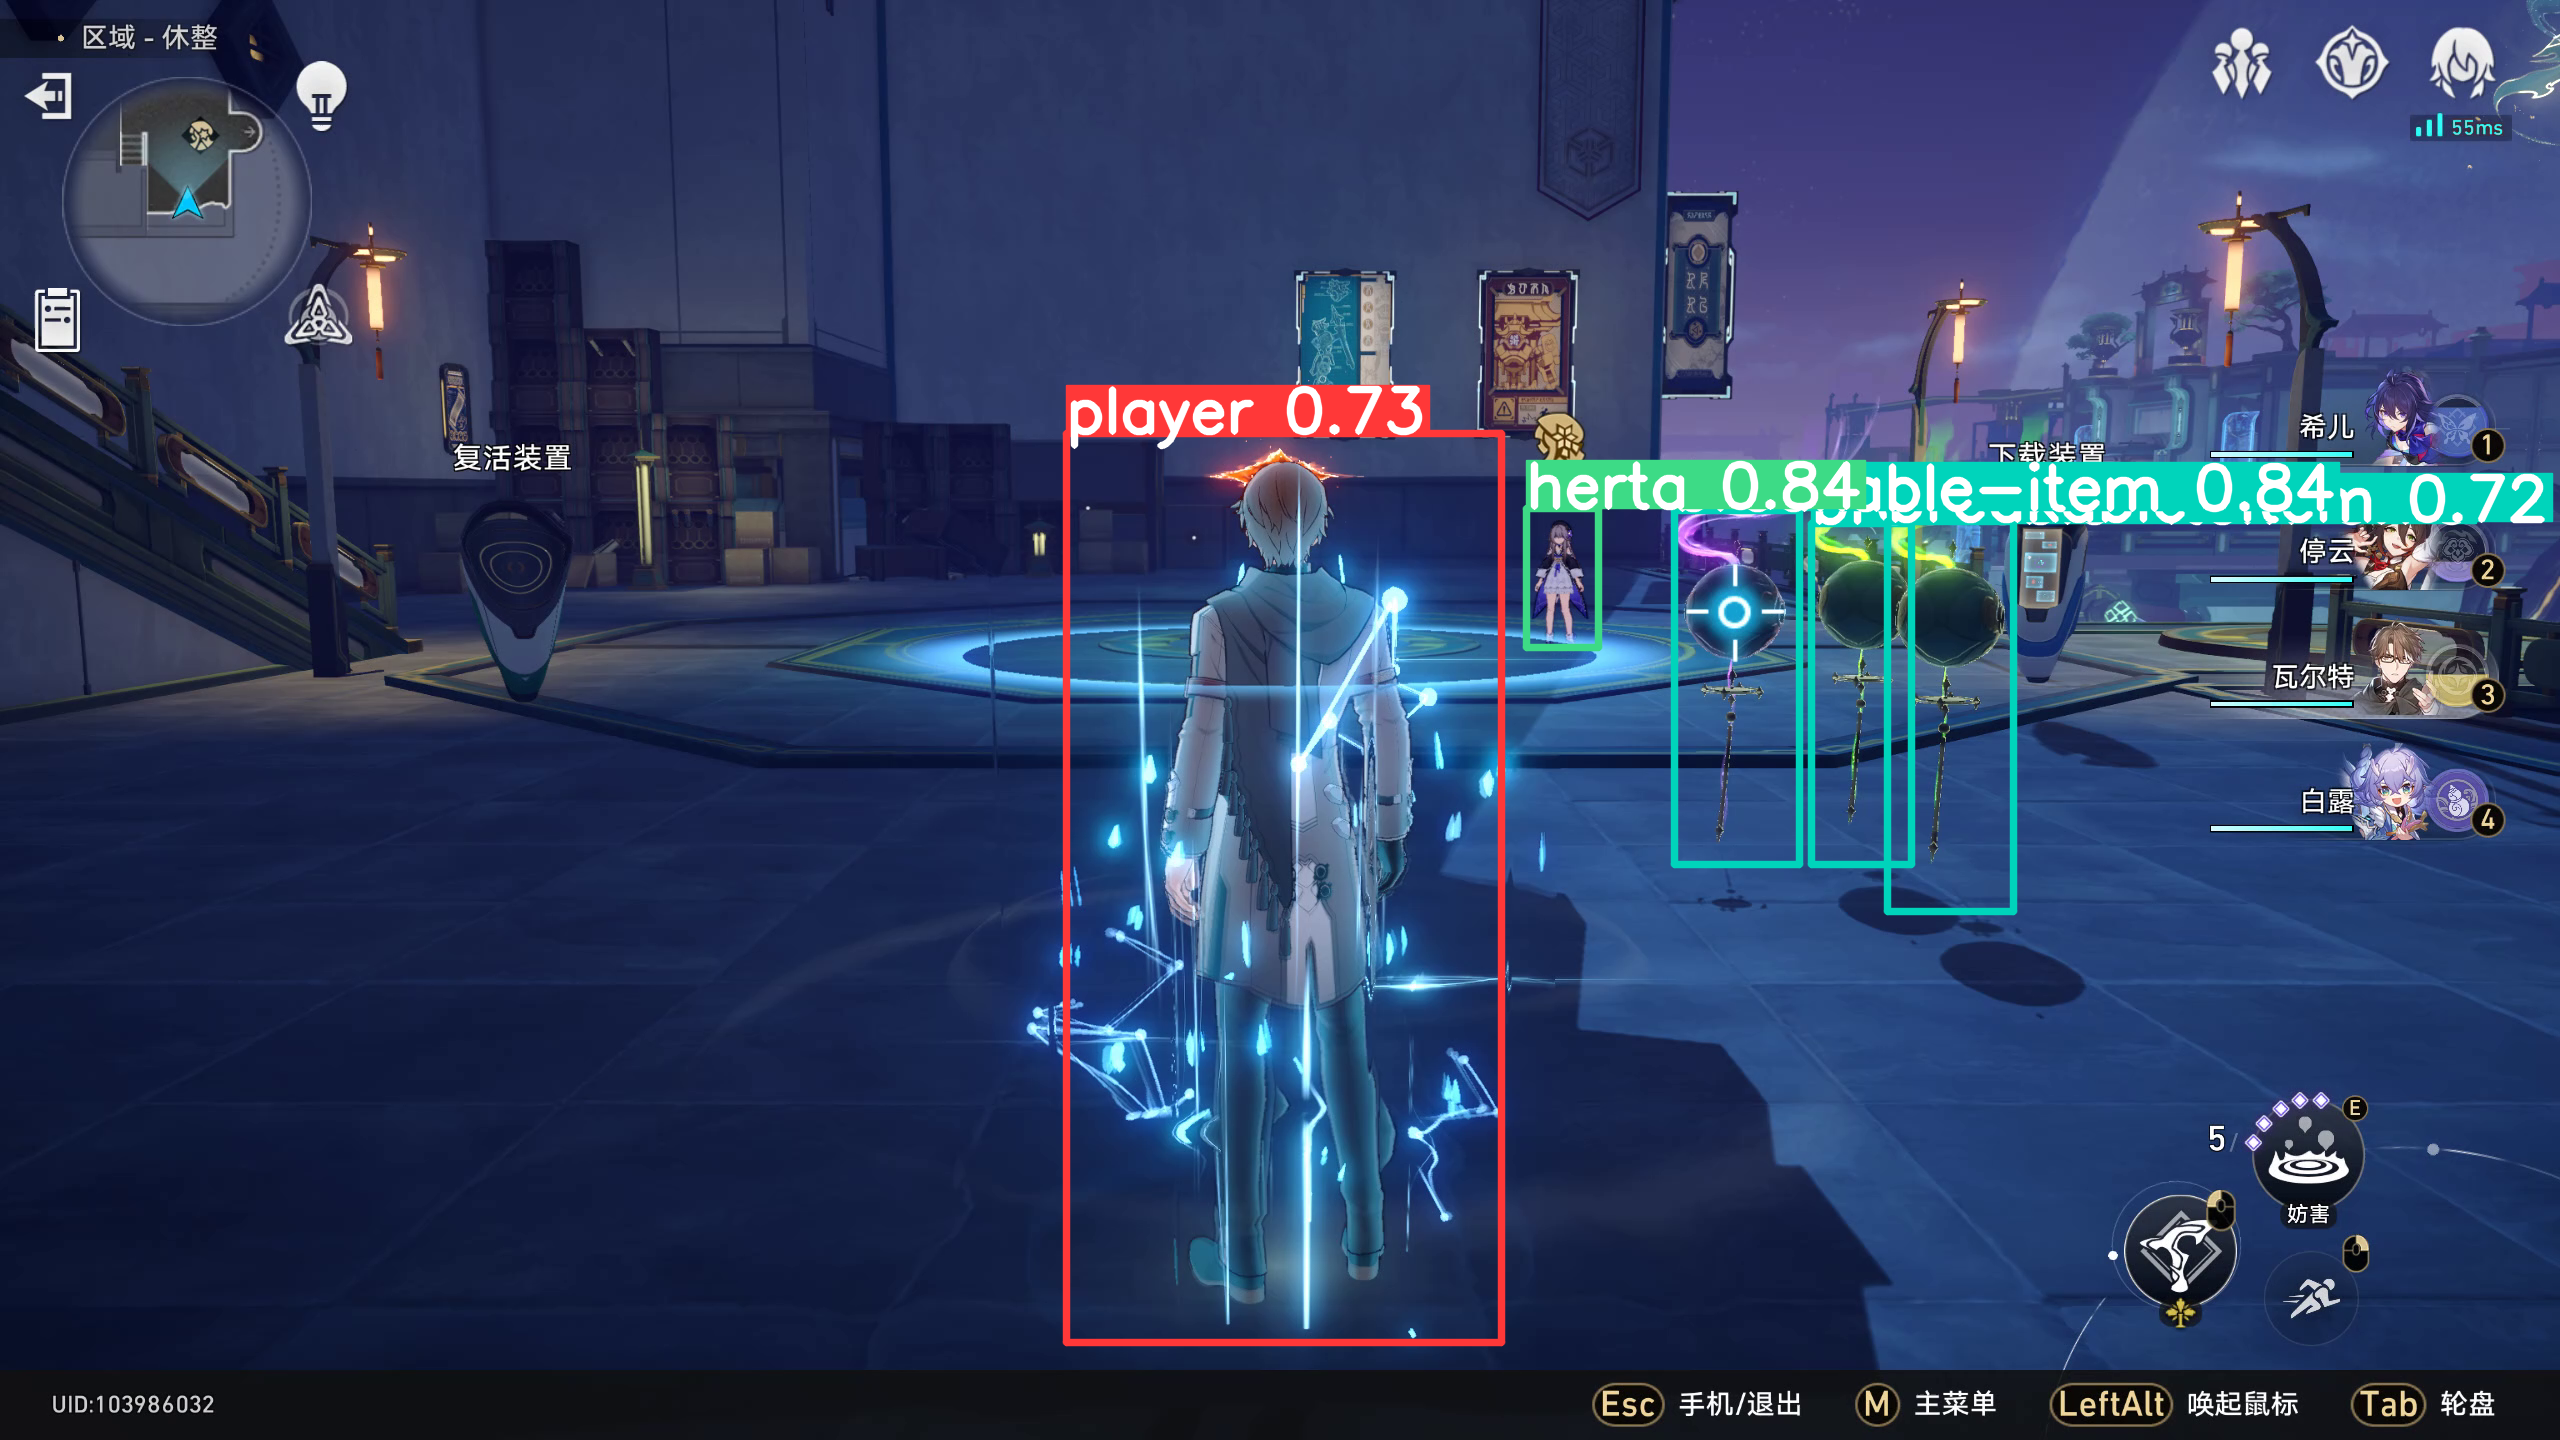 区域 - 休整
55ms
player 0.73
复活装置
下载装置
希儿
1
herta 0.84
able-item 0.84
n 0.72
停云
2
瓦尔特
3
白露
4
5/
E
妨害
UID:103986032
Esc 手机/退出
M 主菜单
LeftAlt 唤起鼠标
Tab 轮盘